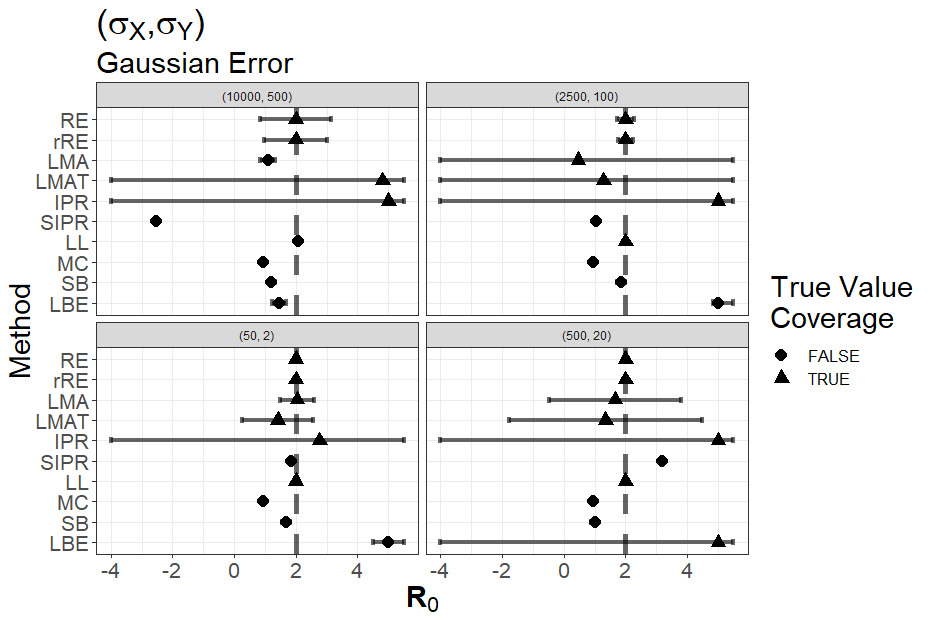 (σX,σY)
Gaussian Error
(10000, 500)
(2500, 100)
RE
rRE
LMA
LMAT
IPR
SIPR
LL
MC
SB
LBE
(50, 2)
(500, 20)
RE
rRE
LMA
LMAT
IPR
SIPR
LL
MC
SB
LBE
-4 -2 0 2 4
-4 -2 0 2 4
R0
Method
True Value
Coverage
FALSE
TRUE